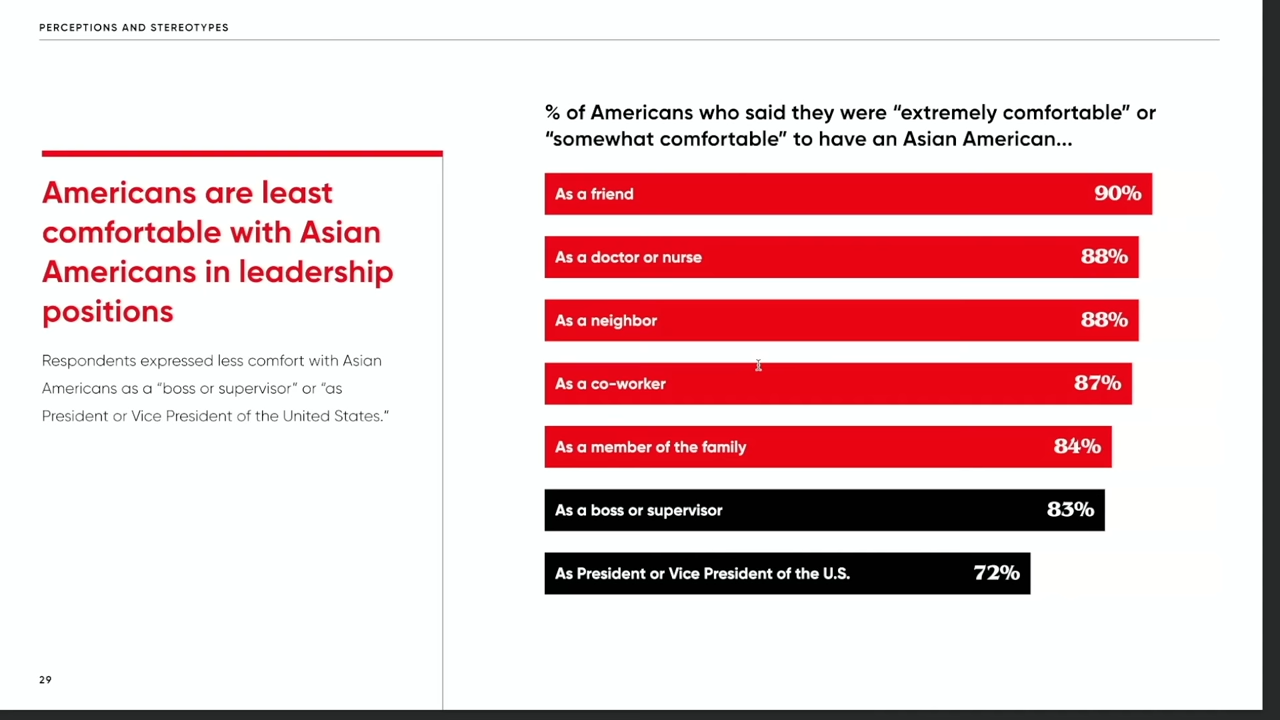 PERCEPTIONS AND STEREOTYPES
Americans are least
comfortable with Asian
Americans in leadership
positions
Respondents expressed less comfort with Asian
Americans as a “boss or supervisor” or “as
President or Vice President of the United States.”
% of Americans who said they were “extremely comfortable” or
“somewhat comfortable” to have an Asian American...
As a friend 90%
As a doctor or nurse 88%
As a neighbor 88%
As a co-worker 87%
As a member of the family 84%
As a boss or supervisor 83%
As President or Vice President of the U.S. 72%
29